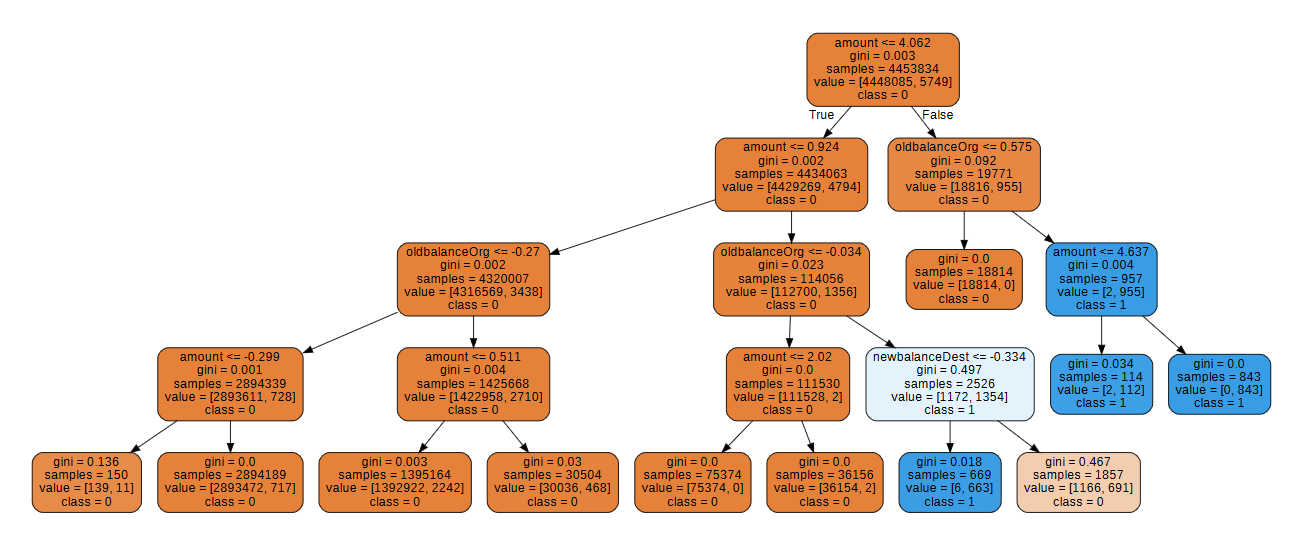 amount <= 4.062
gini = 0.003
samples = 4453834
value = [4448085, 5749]
class = 0
True
False
amount <= 0.924
gini = 0.002
samples = 4434063
value = [4429269, 4794]
class = 0
oldbalanceOrg <= 0.575
gini = 0.092
samples = 19771
value = [18816, 955]
class = 0
oldbalanceOrg <= -0.27
gini = 0.002
samples = 4320007
value = [4316569, 3438]
class = 0
oldbalanceOrg <= -0.034
gini = 0.023
samples = 114056
value = [112700, 1356]
class = 0
gini = 0.0
samples = 18814
value = [18814, 0]
class = 0
amount <= 4.637
gini = 0.004
samples = 957
value = [2, 955]
class = 1
amount <= -0.299
gini = 0.001
samples = 2894339
value = [2893611, 728]
class = 0
amount <= 0.511
gini = 0.004
samples = 1425668
value = [1422958, 2710]
class = 0
amount <= 2.02
gini = 0.0
samples = 111530
value = [111528, 2]
class = 0
newbalanceDest <= -0.334
gini = 0.497
samples = 2526
value = [1172, 1354]
class = 1
gini = 0.034
samples = 114
value = [2, 112]
class = 1
gini = 0.0
samples = 843
value = [0, 843]
class = 1
gini = 0.136
samples = 150
value = [139, 11]
class = 0
gini = 0.0
samples = 2894189
value = [2893472, 717]
class = 0
gini = 0.003
samples = 1395164
value = [1392922, 2242]
class = 0
gini = 0.03
samples = 30504
value = [30036, 468]
class = 0
gini = 0.0
samples = 75374
value = [75374, 0]
class = 0
gini = 0.0
samples = 36156
value = [36154, 2]
class = 0
gini = 0.018
samples = 669
value = [6, 663]
class = 1
gini = 0.467
samples = 1857
value = [1166, 691]
class = 0